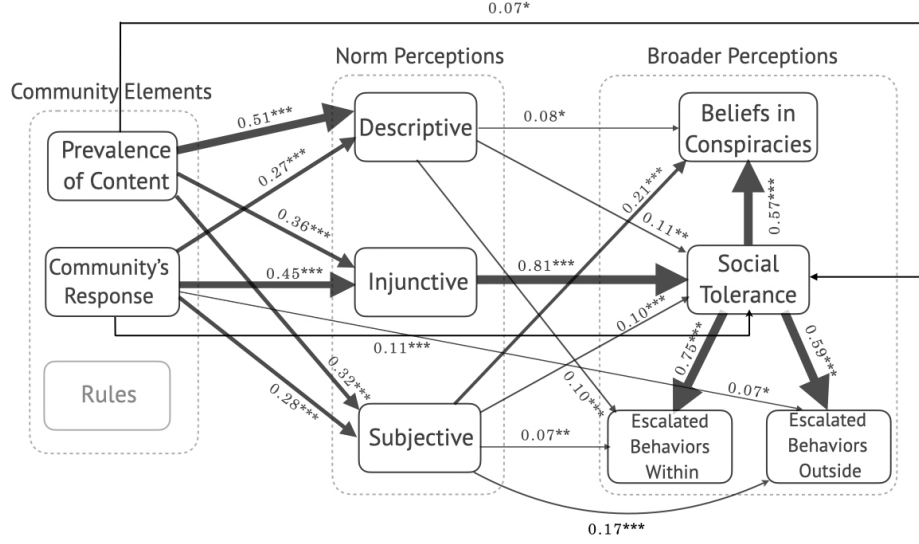 0.07*
Norm Perceptions
Broader Perceptions
Community Elements
Prevalence
of Content
0.51***
Descriptive
0.08*
Beliefs in
Conspiracies
0.27***
0.21***
0.57***
0.36***
0.11**
Community's
Response
0.45***
Injunctive
0.81***
Social
Tolerance
0.10***
0.11***
0.32***
0.75***
0.59***
Rules
0.28***
0.10***
0.07*
Subjective
0.07**
Escalated
Behaviors
Within
Escalated
Behaviors
Outside
0.17***